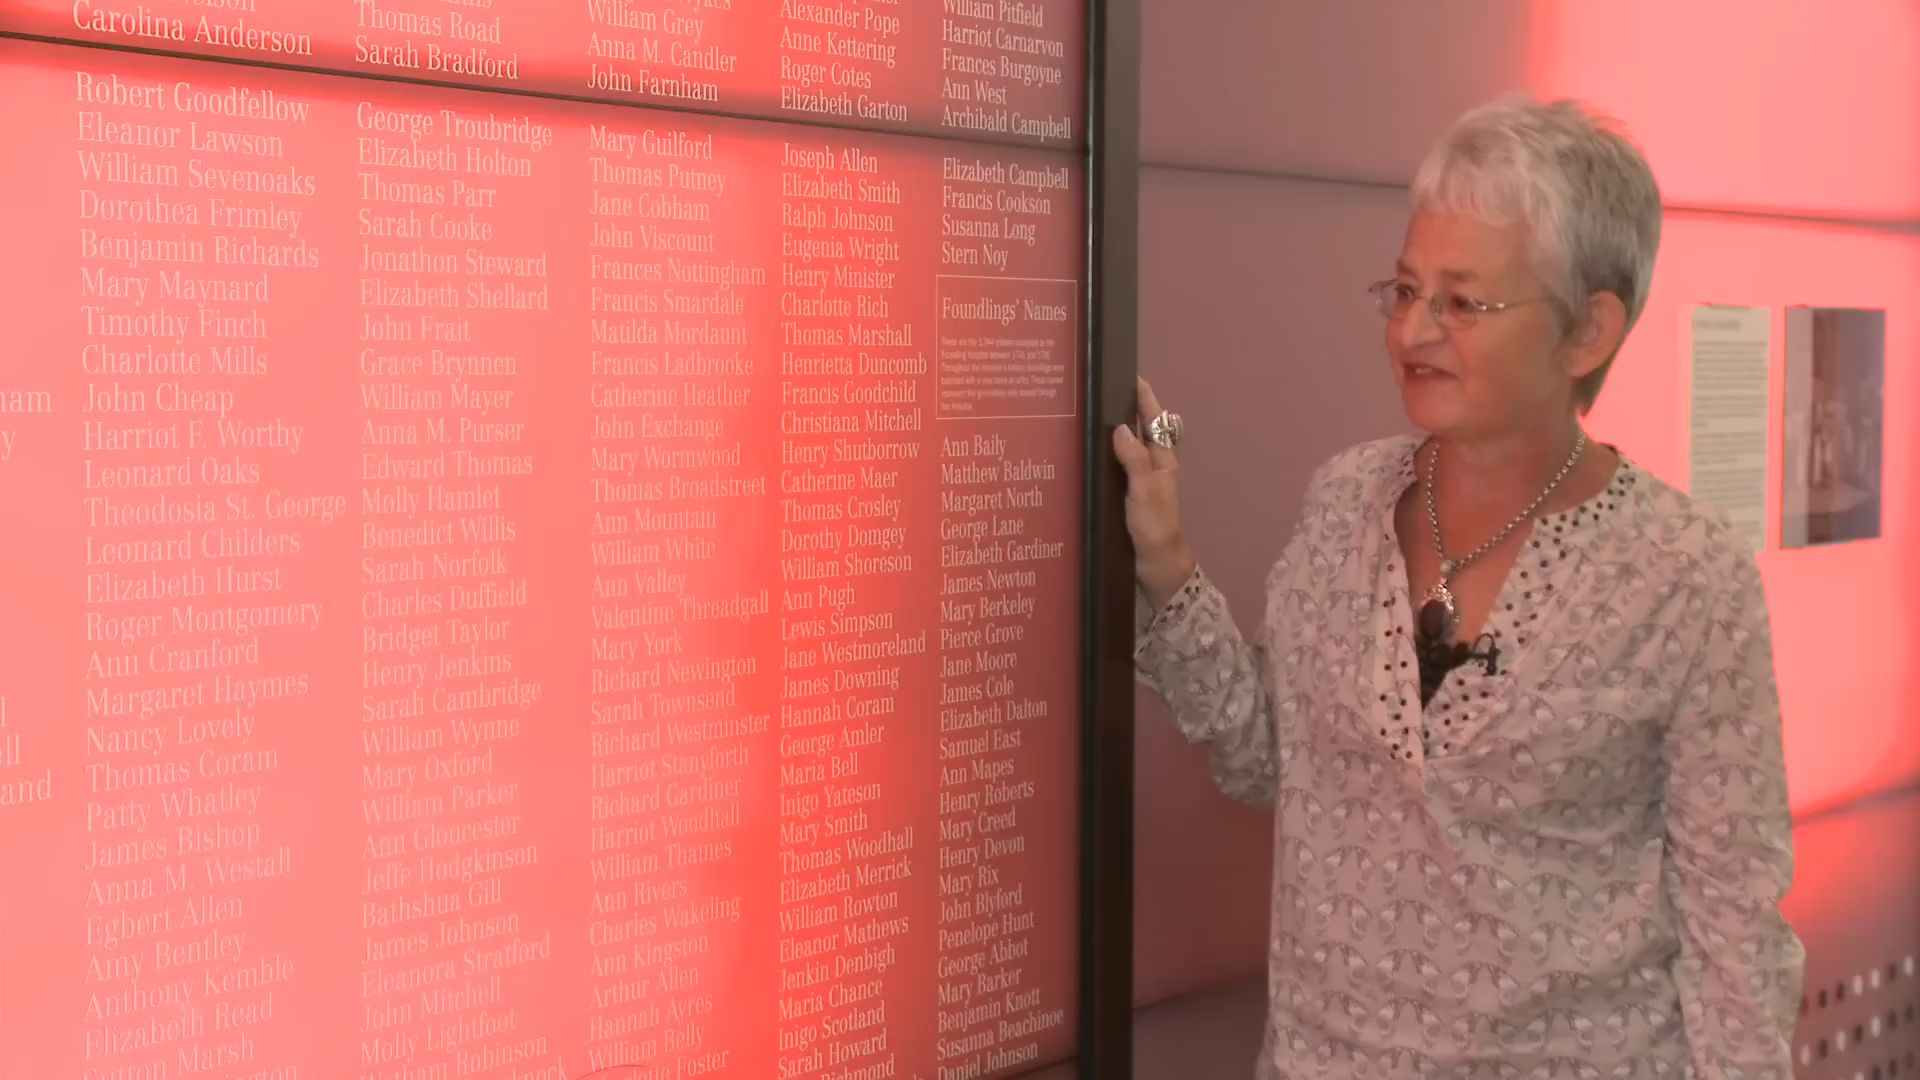 Carolina Anderson
Robert Goodfellow
Eleanor Lawson
William Sevenoaks
Dorothea Frimley
Benjamin Richards
Mary Maynard
Timothy Finch
Charlotte Mills
John Cheap
Harriot F. Worthy
Leonard Oaks
Theodosia St. George
Leonard Childers
Elizabeth Hurst
Roger Montgomery
Ann Cranford
Margaret Haymes
Nancy Lovely
Thomas Coram
Patty Whatley
James Bishop
Anna M. Westall
Egbert Allen
Amy Bentley
Anthony Kemble
Elizabeth Read
Sutton Marsh
Thomas Road
Sarah Bradford
George Troubridge
Elizabeth Holton
Thomas Parr
Sarah Cooke
Jonathon Steward
Elizabeth Shellard
John Frait
Grace Brynnen
William Mayer
Anna M. Purser
Edward Thomas
Molly Hamlet
Benedict Willis
Sarah Norfolk
Charles Duffield
Bridget Taylor
Henry Jenkins
Sarah Cambridge
William Wynne
Mary Oxford
William Parker
Ann Gloucester
Jeffe Hodgkinson
Bathshua Gill
James Johnson
Eleanora Stratford
John Mitchell
Molly Lightfoot
Watham Robinson
William Grey
Anna M. Candler
John Farnham
Mary Guilford
Thomas Putney
Jane Cobham
John Viscount
Frances Nottingham
Francis Smardale
Matilda Mordaunt
Francis Ladbrooke
Catherine Heather
John Exchange
Mary Wormwood
Thomas Broadstreet
Ann Mountain
William White
Ann Valley
Valentine Threadgall
Mary York
Richard Newington
Sarah Townsend
Richard Westminster
Harriot Stanyforth
Richard Gardiner
Harriot Woodhall
William Thames
Ann Rivers
Charles Wakeling
Ann Kingston
Arthur Allen
Hannah Ayres
William Belly
Foster
Alexander Pope
Anne Kettering
Roger Cotes
Elizabeth Garton
Joseph Allen
Elizabeth Smith
Ralph Johnson
Eugenia Wright
Henry Minister
Charlotte Rich
Thomas Marshall
Henrietta Duncomb
Francis Goodchild
Christiana Mitchell
Henry Shutborrow
Catherine Maer
Thomas Crosley
Dorothy Domgey
William Shoreson
Ann Pugh
Lewis Simpson
Jane Westmoreland
James Downing
Hannah Coram
George Amler
Maria Bell
Inigo Yateson
Mary Smith
Thomas Woodhall
Elizabeth Merrick
William Rowton
Eleanor Mathews
Jenkin Denbigh
Maria Chance
Inigo Scotland
Sarah Howard
Richmond
William Pitfield
Harriot Carnarvon
Frances Burgoyne
Ann West
Archibald Campbell
Elizabeth Campbell
Francis Cookson
Susanna Long
Stern Noy
Foundlings' Names
Ann Baily
Matthew Baldwin
Margaret North
George Lane
Elizabeth Gardiner
James Newton
Mary Berkeley
Pierce Grove
Jane Moore
James Cole
Elizabeth Dalton
Samuel East
Ann Mapes
Henry Roberts
Mary Creed
Henry Devon
Mary Rix
John Blyford
Penelope Hunt
George Abbot
Mary Barker
Benjamin Knott
Susanna Beachinoe
Daniel Johnson